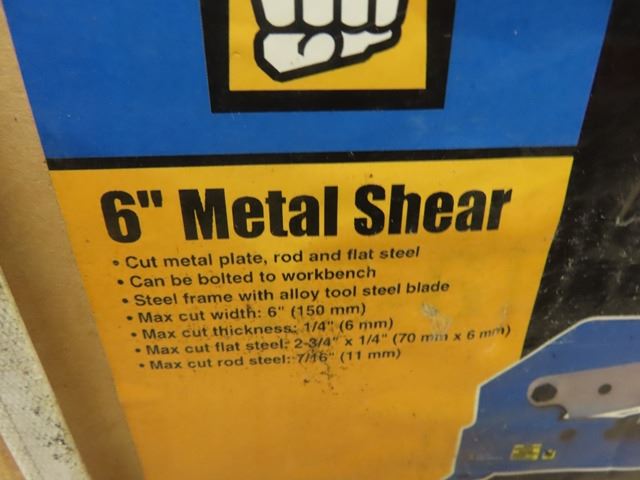 6" Metal Shear
• Cut metal plate, rod and flat steel
• Can be bolted to workbench
• Steel frame with alloy tool steel blade
• Max cut width: 6" (150 mm)
• Max cut thickness: 1/4" (6 mm)
• Max cut flat steel: 2-3/4" x 1/4" (70 mm x 6 mm)
• Max cut rod steel: 7/16" (11 mm)